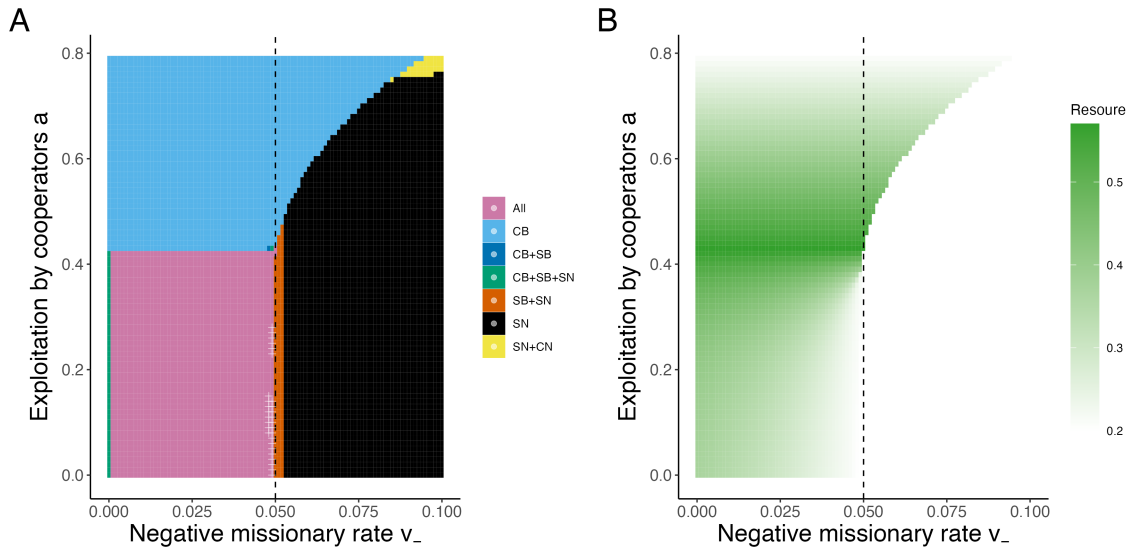 A
Exploitation by cooperators a
0.8
0.6
0.4
0.2
0.0
0.000
0.025
0.050
0.075
0.100
Negative missionary rate v_
All
CB
CB+SB
CB+SB+SN
SB+SN
SN
SN+CN
B
Exploitation by cooperators a
0.8
0.6
0.4
0.2
0.0
0.000
0.025
0.050
0.075
0.100
Negative missionary rate v_
Resoure
0.5
0.4
0.3
0.2